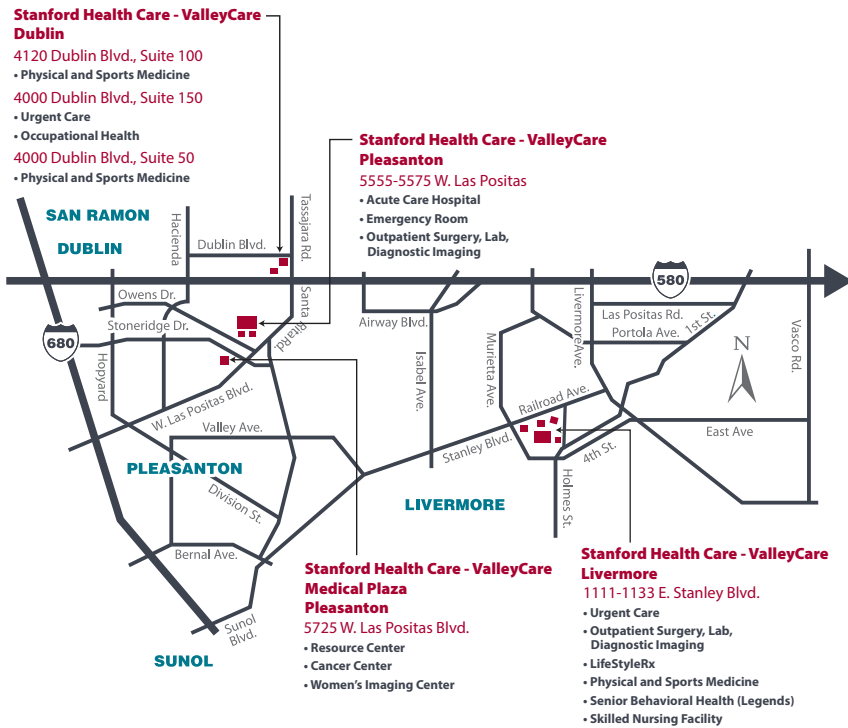 Stanford Health Care - ValleyCare
Dublin
4120 Dublin Blvd., Suite 100
• Physical and Sports Medicine
4000 Dublin Blvd., Suite 150
• Urgent Care
• Occupational Health
4000 Dublin Blvd., Suite 50
• Physical and Sports Medicine
Stanford Health Care - ValleyCare
Pleasanton
5555-5575 W. Las Positas
• Acute Care Hospital
• Emergency Room
• Outpatient Surgery, Lab,
Diagnostic Imaging
SAN RAMON
DUBLIN
Hacienda
Dublin Blvd.
Tassajara Rd.
580
Owens Dr.
Santa
Rita Rd.
Stoneridge Dr.
680
Hopyard
Airway Blvd.
Isabel Ave.
Murietta Ave.
Livermore Ave.
Las Positas Rd.
Portola Ave.
1st St.
Vasco Rd.
N
W. Las Positas Blvd.
Valley Ave.
Railroad Ave.
Stanley Blvd.
East Ave
4th St.
Holmes St.
PLEASANTON
Division St.
LIVERMORE
Bernal Ave.
Sunol
Blvd.
SUNOL
Stanford Health Care - ValleyCare
Medical Plaza
Pleasanton
5725 W. Las Positas Blvd.
• Resource Center
• Cancer Center
• Women's Imaging Center
Stanford Health Care - ValleyCare
Livermore
1111-1133 E. Stanley Blvd.
• Urgent Care
• Outpatient Surgery, Lab,
Diagnostic Imaging
• LifeStyleRx
• Physical and Sports Medicine
• Senior Behavioral Health (Legends)
• Skilled Nursing Facility